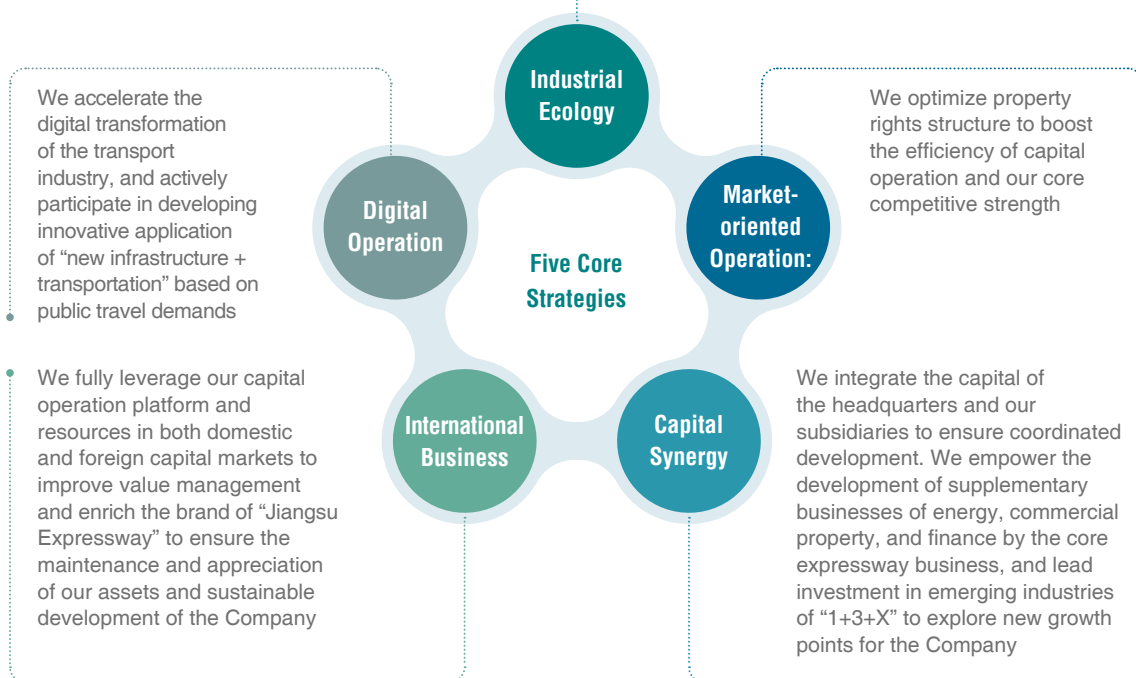 Industrial
Ecology
We accelerate the
digital transformation
of the transport
industry, and actively
participate in developing
innovative application
of “new infrastructure +
transportation” based on
public travel demands
Digital
Operation
Five Core
Strategies
Market-
oriented
Operation:
We optimize property
rights structure to boost
the efficiency of capital
operation and our core
competitive strength
We fully leverage our capital
operation platform and
resources in both domestic
and foreign capital markets to
improve value management
and enrich the brand of “Jiangsu
Expressway” to ensure the
maintenance and appreciation
of our assets and sustainable
development of the Company
International
Business
Capital
Synergy
We integrate the capital of
the headquarters and our
subsidiaries to ensure coordinated
development. We empower the
development of supplementary
businesses of energy, commercial
property, and finance by the core
expressway business, and lead
investment in emerging industries
of “1+3+X” to explore new growth
points for the Company